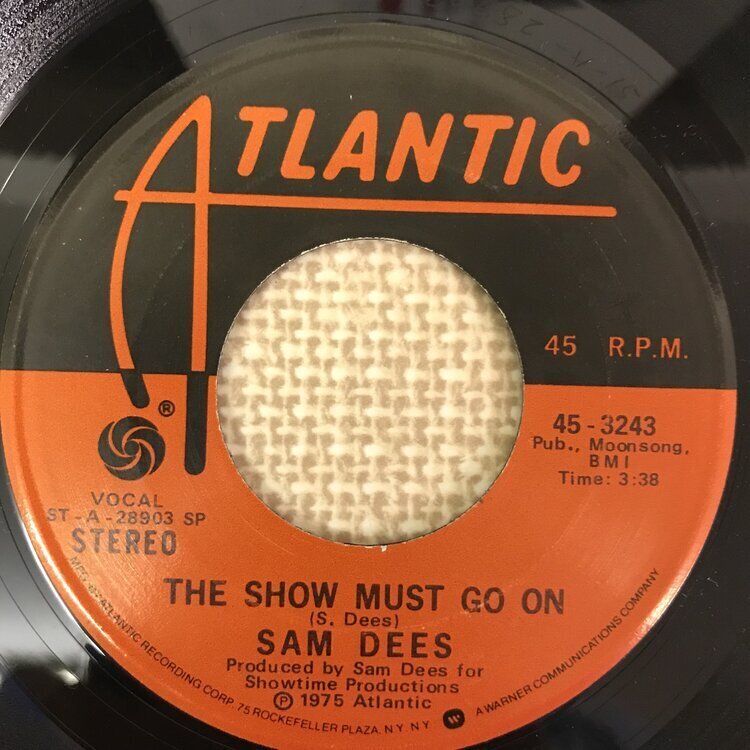 ATLANTIC
45 R.P.M.
®
45-3243
Pub., Moonsong,
BMI
Time: 3:38
VOCAL
ST-A-28903 SP
STEREO
THE SHOW MUST GO ON
(S. Dees)
SAM DEES
Produced by Sam Dees for
Showtime Productions
Ⓟ 1975 Atlantic
MFG. BY ATLANTIC RECORDING CORP. 75 ROCKEFELLER PLAZA, N.Y. N.Y. A WARNER COMMUNICATIONS COMPANY